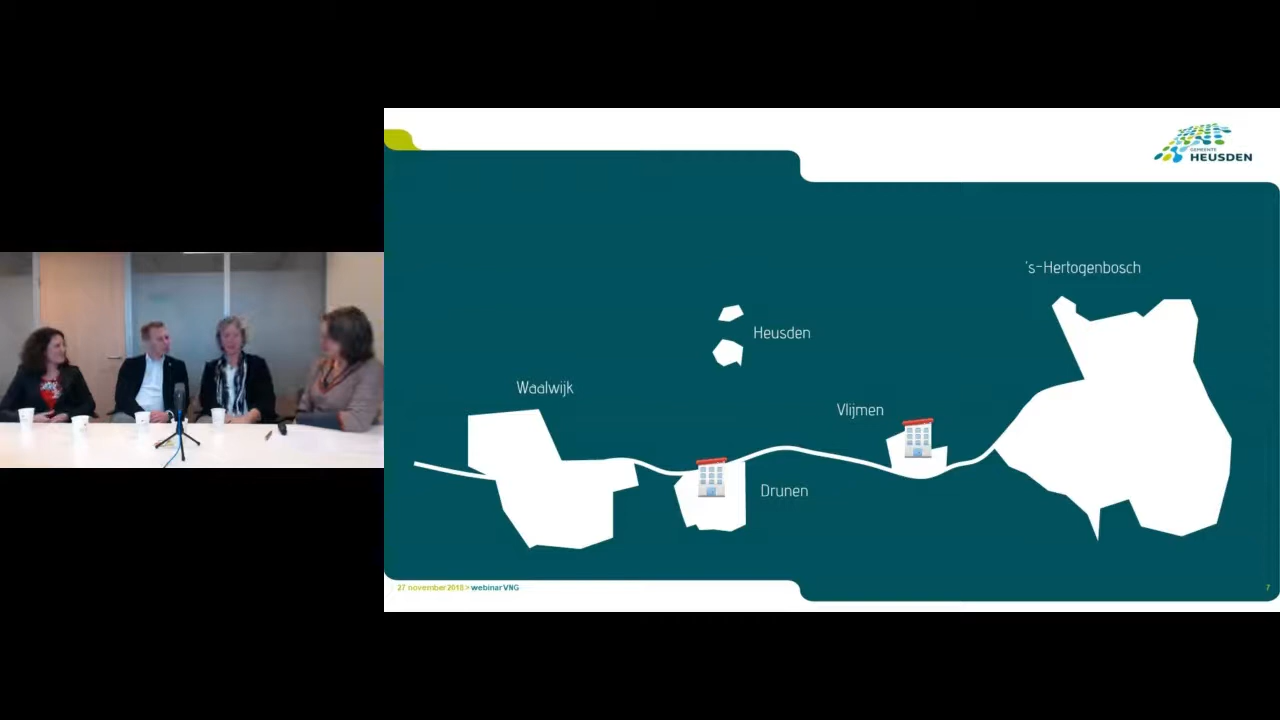 GEMEENTE
HEUSDEN
's-Hertogenbosch
Heusden
Waalwijk
Vlijmen
Drunen
27 november 2018 > webinar VNG
7